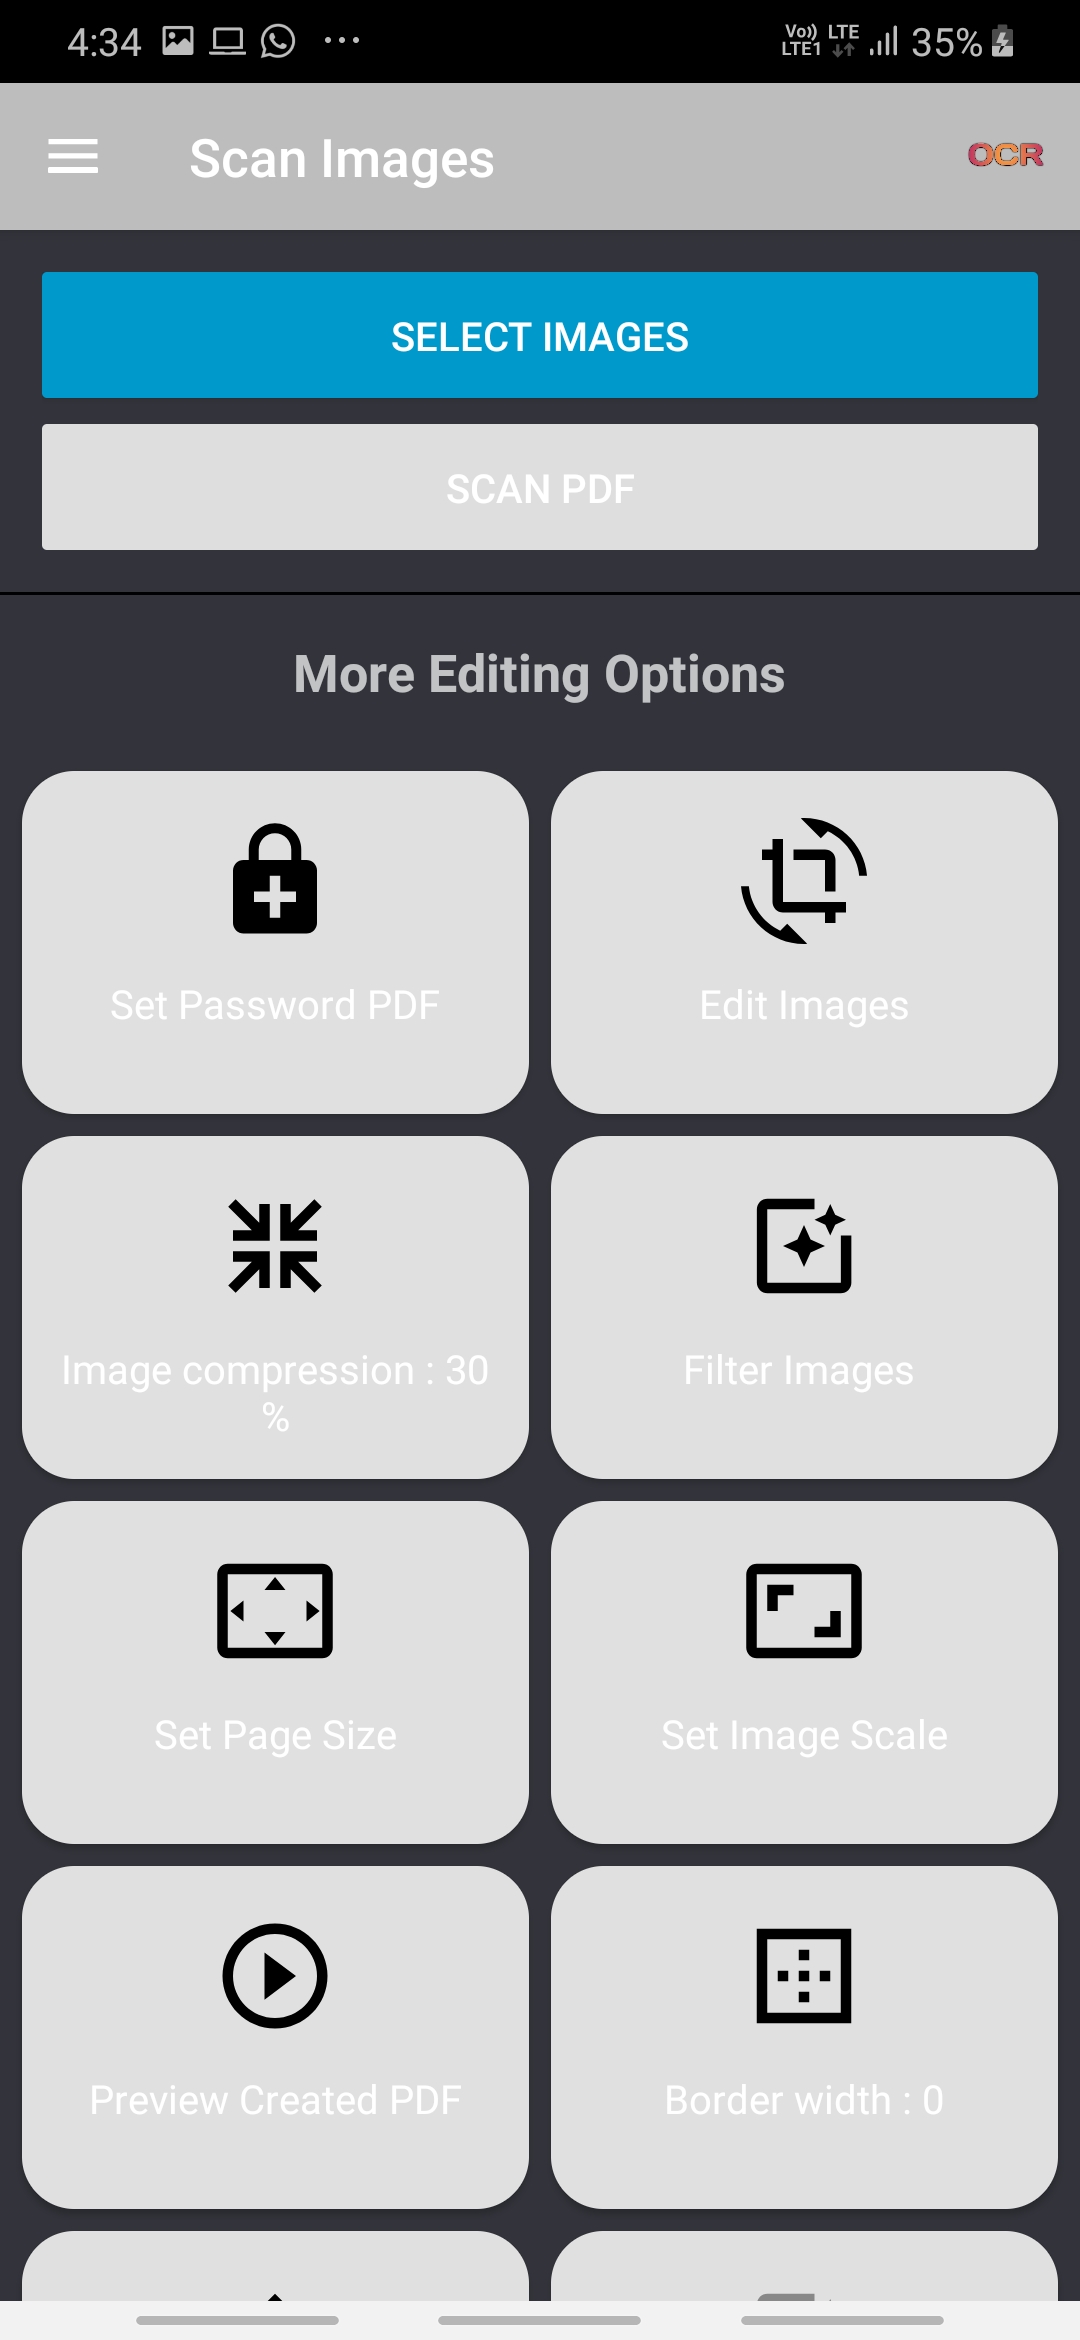 4:34
Vo)) LTE
LTE1
35%
Scan Images
OCR
SELECT IMAGES
SCAN PDF
More Editing Options
Set Password PDF
Edit Images
Image compression : 30
%
Filter Images
Set Page Size
Set Image Scale
Preview Created PDF
Border width : 0